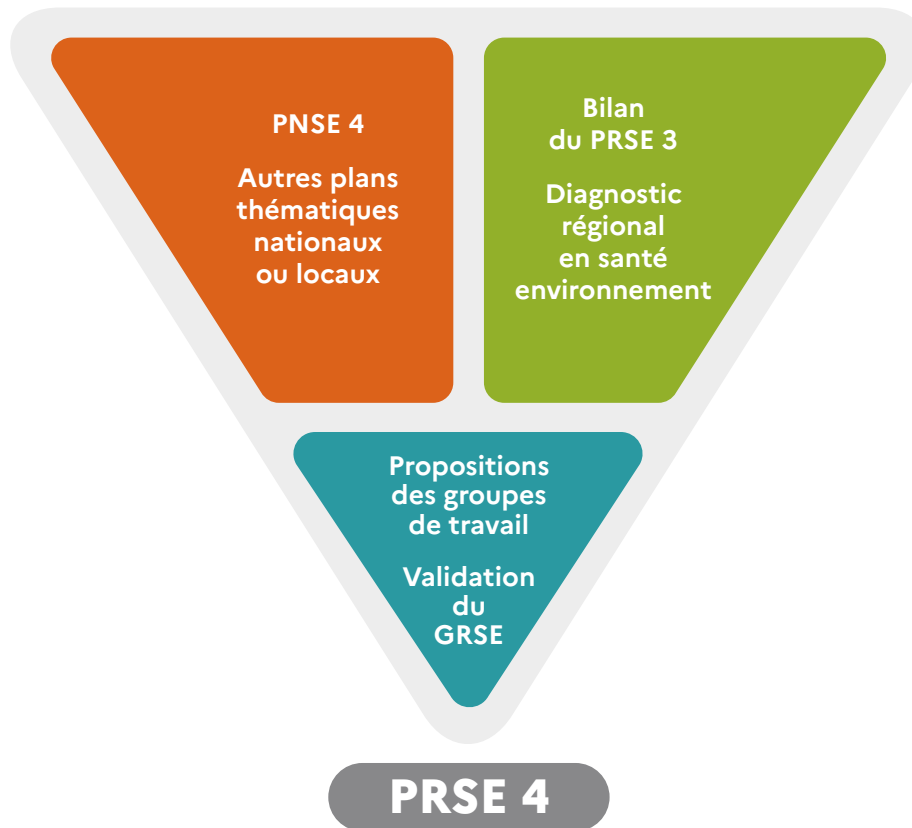 PNSE 4
Autres plans
thématiques
nationaux
ou locaux
Bilan
du PRSE 3
Diagnostic
régional
en santé
environnement
Propositions
des groupes
de travail
Validation
du
GRSE
PRSE 4